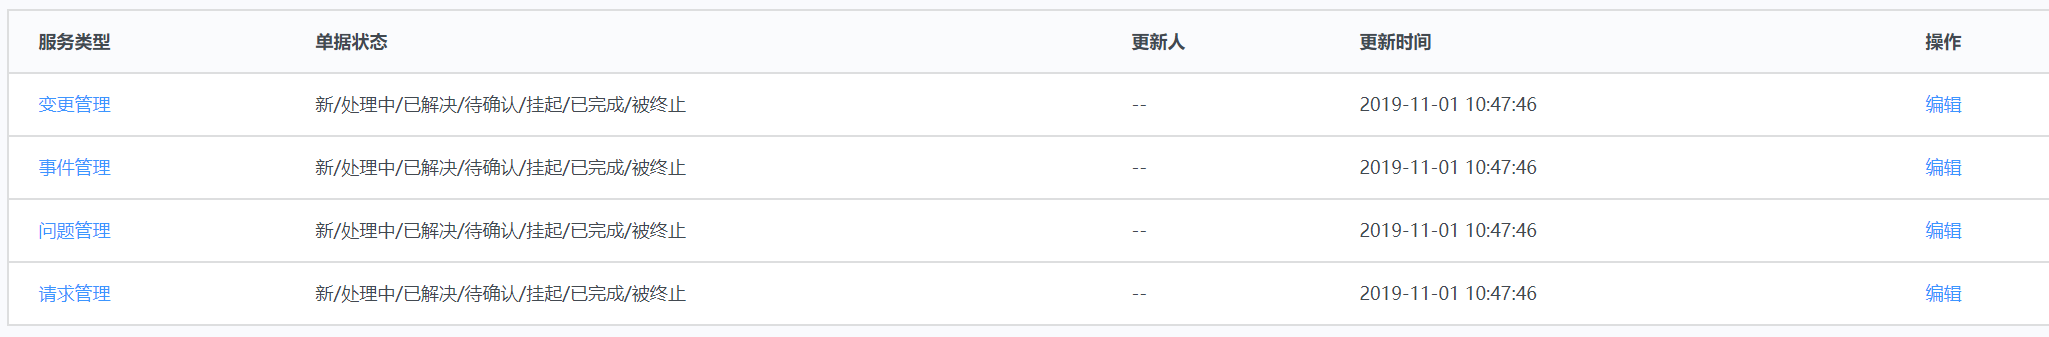 服务类型 单据状态 更新人 更新时间 操作
变更管理 新/处理中/已解决/待确认/挂起/已完成/被终止 -- 2019-11-01 10:47:46 编辑
事件管理 新/处理中/已解决/待确认/挂起/已完成/被终止 -- 2019-11-01 10:47:46 编辑
问题管理 新/处理中/已解决/待确认/挂起/已完成/被终止 -- 2019-11-01 10:47:46 编辑
请求管理 新/处理中/已解决/待确认/挂起/已完成/被终止 -- 2019-11-01 10:47:46 编辑